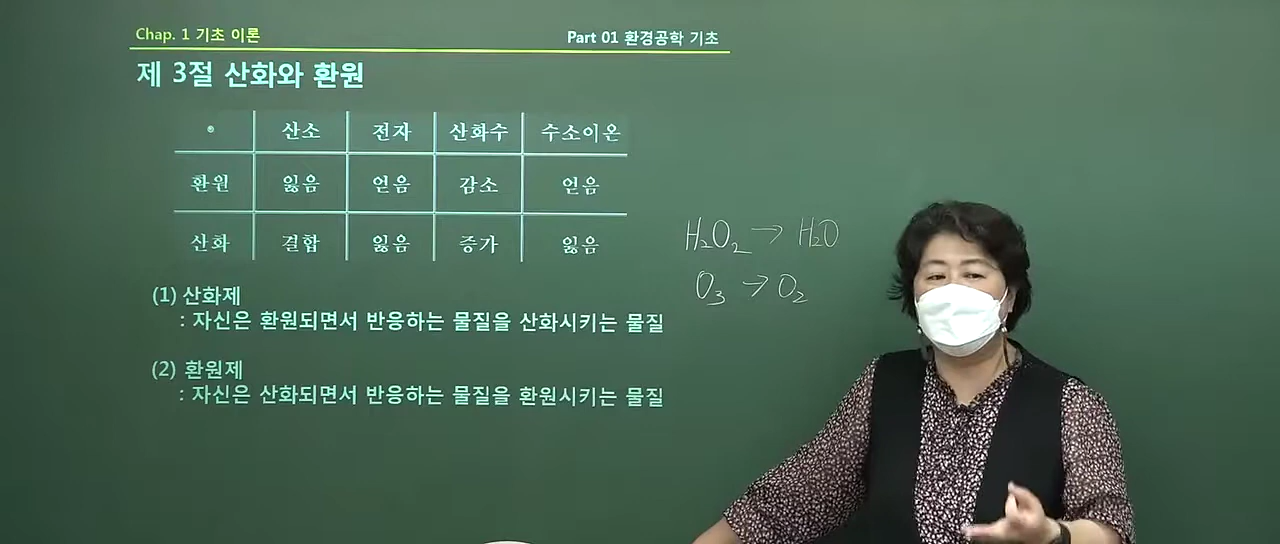 Chap. 1 기초 이론
Part 01 환경공학 기초
제 3절 산화와 환원
산소 전자 산화수 수소이온
환원 잃음 얻음 감소 얻음
산화 결합 잃음 증가 잃음
(1) 산화제
: 자신은 환원되면서 반응하는 물질을 산화시키는 물질
(2) 환원제
: 자신은 산화되면서 반응하는 물질을 환원시키는 물질
H₂O₂ → H₂O
O₃ → O₂